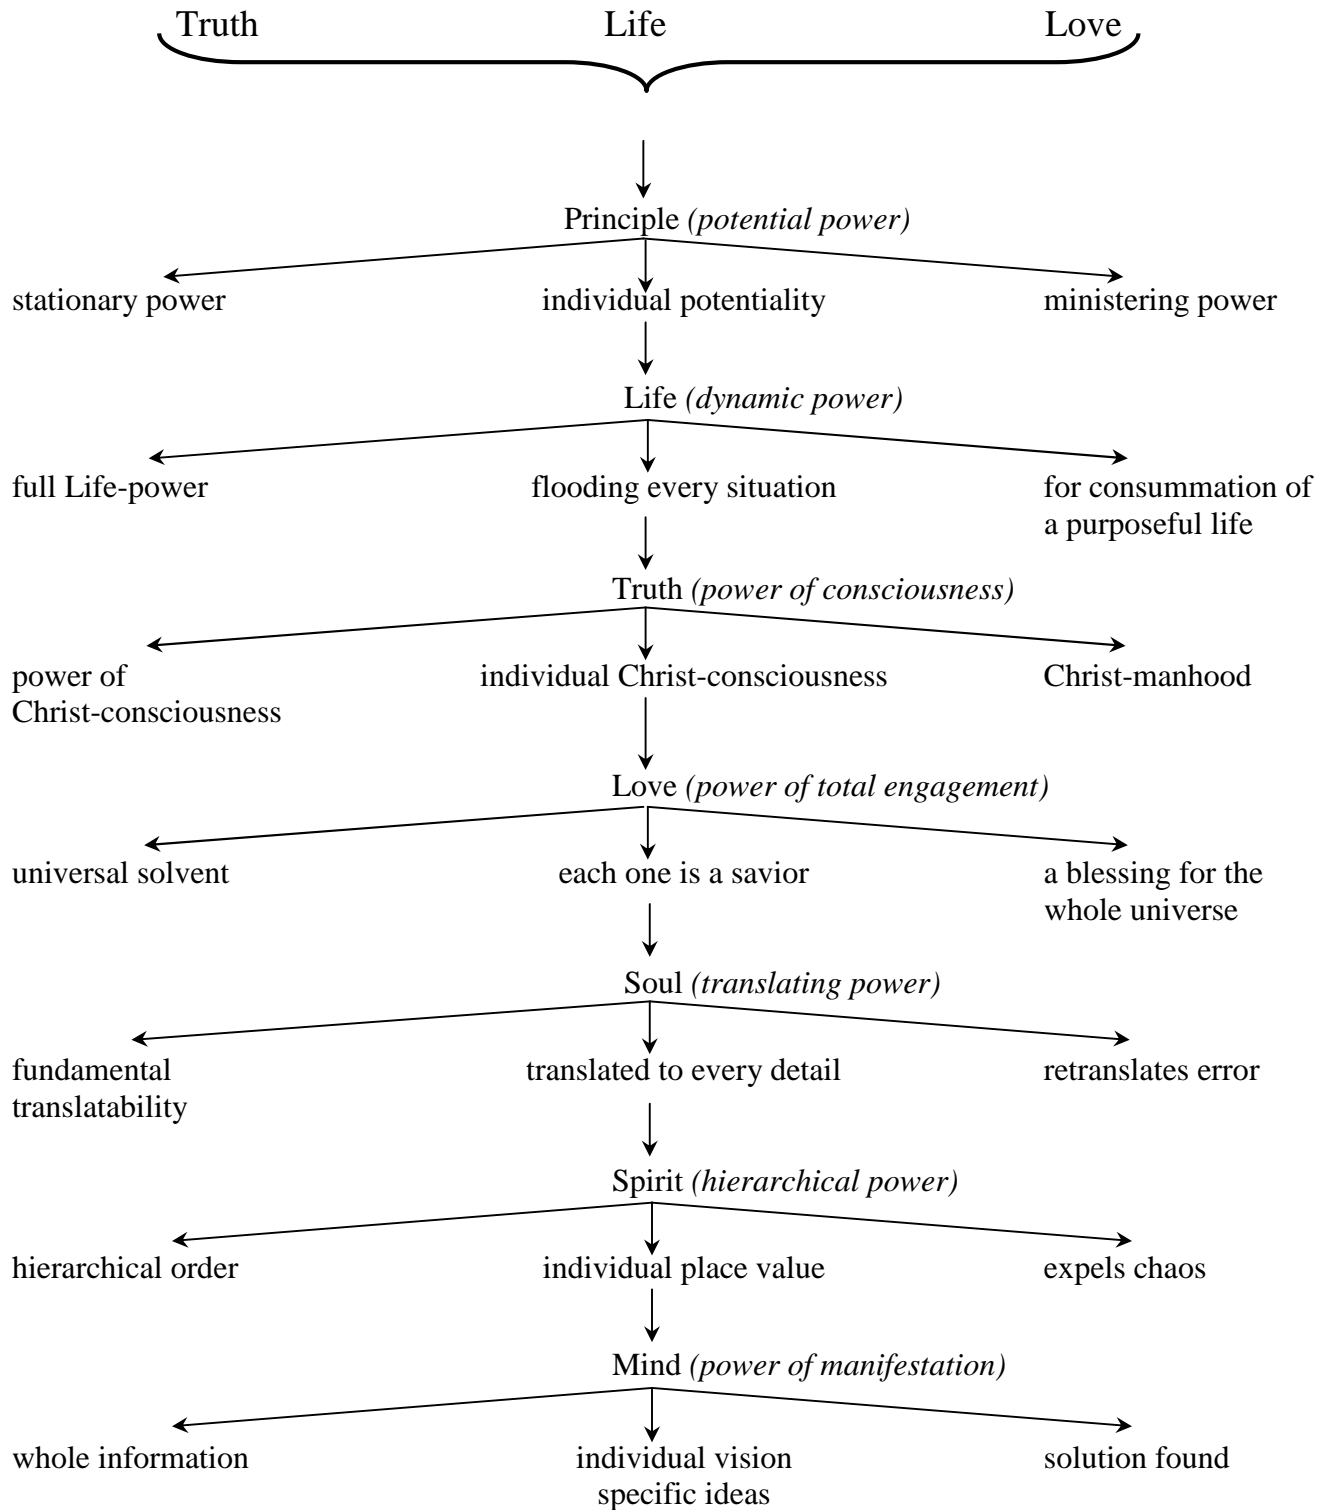 Truth Life Love
Principle (potential power)
stationary power individual potentiality ministering power
Life (dynamic power)
full Life-power flooding every situation for consummation of
a purposeful life
Truth (power of consciousness)
power of individual Christ-consciousness Christ-manhood
Christ-consciousness
Love (power of total engagement)
universal solvent each one is a savior a blessing for the
whole universe
Soul (translating power)
fundamental translated to every detail retranslates error
translatability
Spirit (hierarchical power)
hierarchical order individual place value expels chaos
Mind (power of manifestation)
whole information individual vision solution found
specific ideas